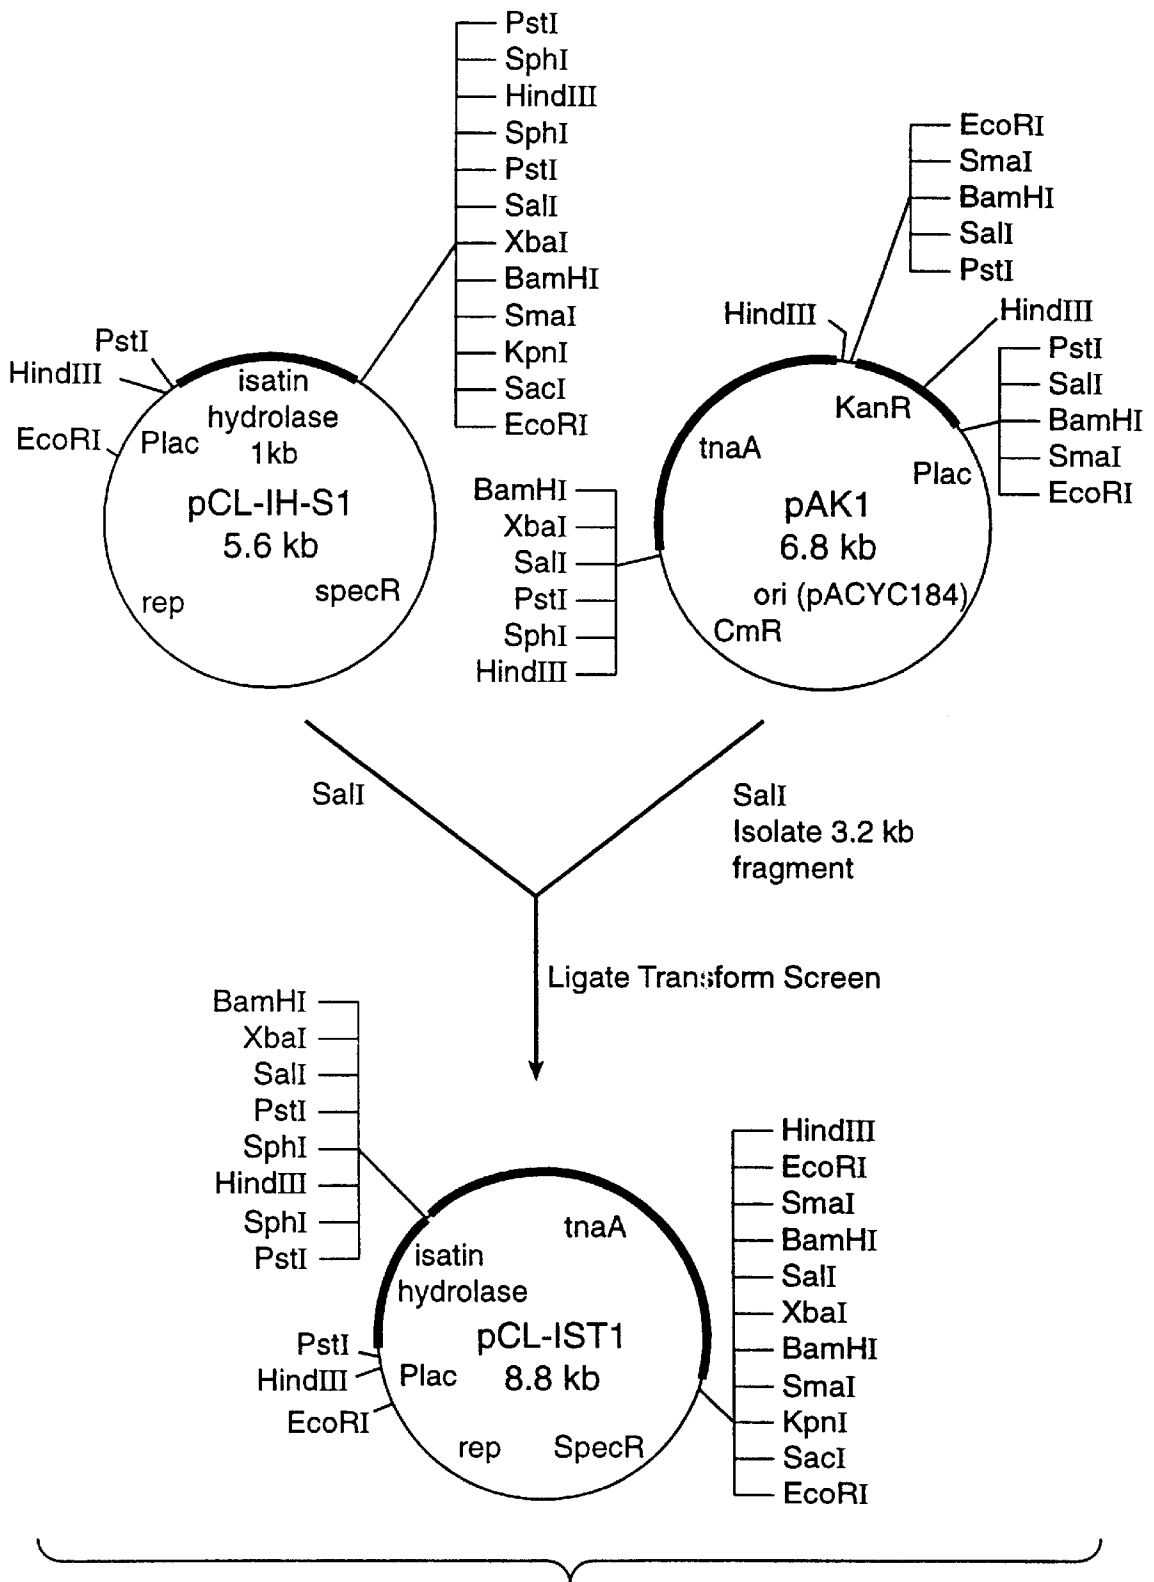 PstI
SphI
HindIII
SphI
PstI
SalI
XbaI
BamHI
SmaI
KpnI
SacI
EcoRI
PstI
HindIII
EcoRI
Plac
isatin
hydrolase
1kb
pCL-IH-S1
5.6 kb
rep
specR
EcoRI
SmaI
BamHI
SalI
PstI
HindIII
HindIII
PstI
SalI
BamHI
SmaI
EcoRI
KanR
tnaA
Plac
pAK1
6.8 kb
ori (pACYC184)
CmR
BamHI
XbaI
SalI
PstI
SphI
HindIII
SalI
SalI
Isolate 3.2 kb
fragment
Ligate Transform Screen
BamHI
XbaI
SalI
PstI
SphI
HindIII
SphI
PstI
tnaA
isatin
hydrolase
pCL-IST1
8.8 kb
PstI
HindIII
EcoRI
Plac
rep
SpecR
HindIII
EcoRI
SmaI
BamHI
SalI
XbaI
BamHI
SmaI
KpnI
SacI
EcoRI